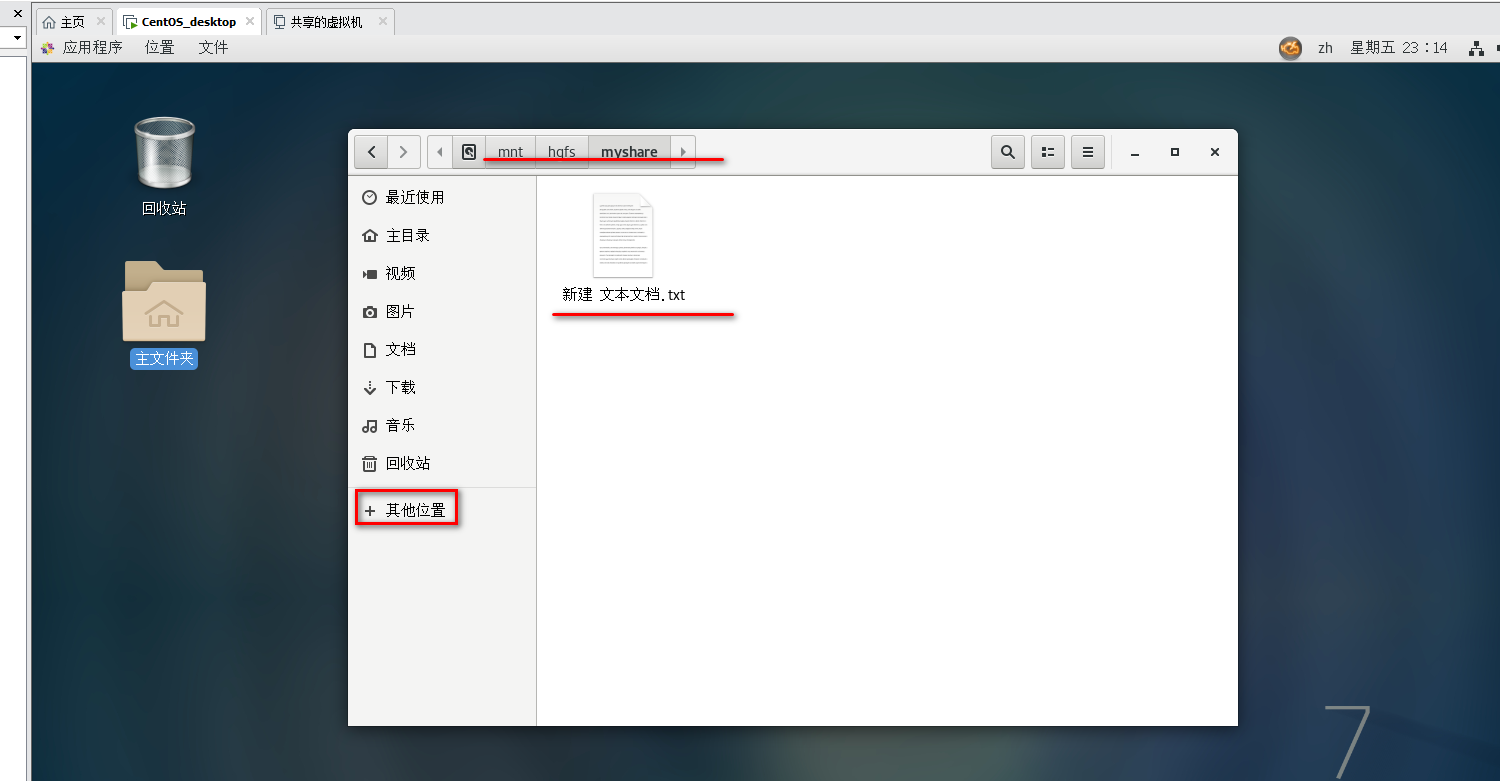 主页 CentOS_desktop 共享的虚拟机
应用程序 位置 文件 zh 星期五 23：14
回收站
主文件夹
mnt hgfs myshare
最近使用
主目录
视频
图片
文档
下载
音乐
回收站
其他位置
新建 文本文档.txt
7